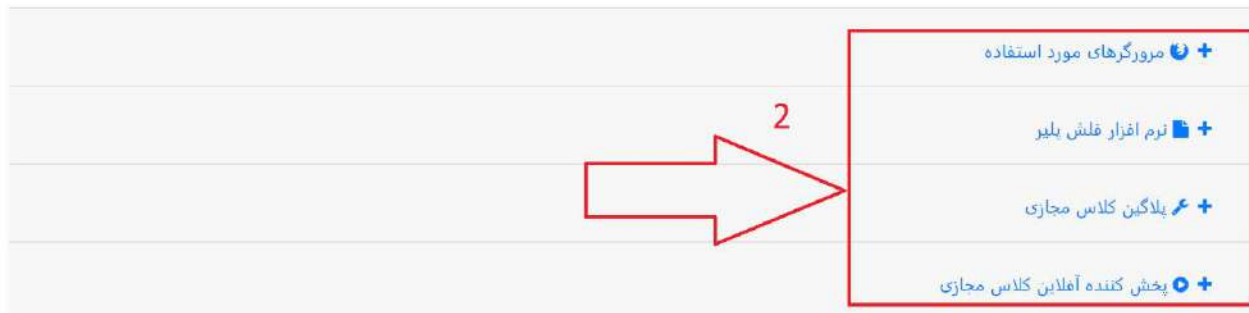 مرورگرهای مورد استفاده
2
نرم افزار فلش پلیر
پلاگین کلاس مجازی
پخش کننده آفلاین کلاس مجازی